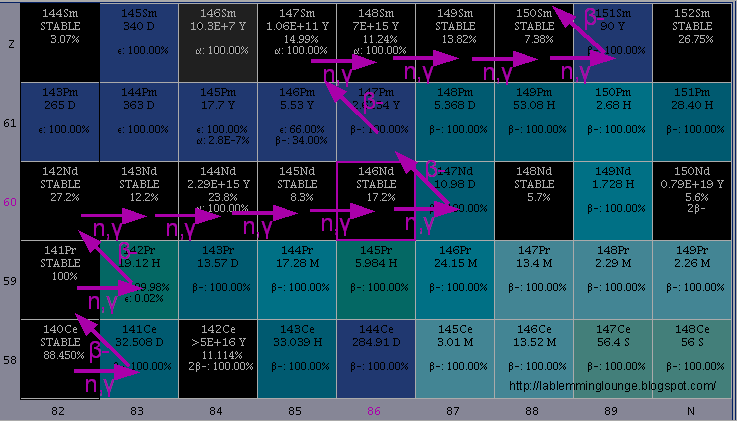 144Sm
STABLE
3.07%
145Sm
340 D
ε: 100.00%
146Sm
10.3E+7 Y
α: 100.00%
147Sm
1.06E+11 Y
14.99%
α: 100.00%
148Sm
7E+15 Y
11.24%
α: 100.00%
149Sm
STABLE
13.82%
150Sm
STABLE
7.38%
151Sm
90 Y
β-: 100.00%
152Sm
STABLE
26.75%
Z
n,γ n,γ n,γ n,γ
β-
61
143Pm
265 D
ε: 100.00%
144Pm
363 D
ε: 100.00%
145Pm
17.7 Y
ε: 100.00%
α: 2.8E-7%
146Pm
5.53 Y
ε: 66.00%
β-: 34.00%
147Pm
β-: 100.00%
148Pm
5.368 D
β-: 100.00%
149Pm
53.08 H
β-: 100.00%
150Pm
2.68 H
β-: 100.00%
151Pm
28.40 H
β-: 100.00%
β-
60
142Nd
STABLE
27.2%
143Nd
STABLE
12.2%
144Nd
2.29E+15 Y
23.8%
α: 100.00%
145Nd
STABLE
8.3%
146Nd
STABLE
17.2%
147Nd
10.98 D
β-: 100.00%
148Nd
STABLE
5.7%
149Nd
1.728 H
β-: 100.00%
150Nd
0.79E+19 Y
5.6%
2β-
n,γ n,γ n,γ n,γ n,γ
β-
59
141Pr
STABLE
100%
142Pr
19.12 H
β-: 99.98%
ε: 0.02%
143Pr
13.57 D
β-: 100.00%
144Pr
17.28 M
β-: 100.00%
145Pr
5.984 H
β-: 100.00%
146Pr
24.15 M
β-: 100.00%
147Pr
13.4 M
β-: 100.00%
148Pr
2.29 M
β-: 100.00%
149Pr
2.26 M
β-: 100.00%
n,γ
β-
58
140Ce
STABLE
88.450%
141Ce
32.508 D
β-: 100.00%
142Ce
>5E+16 Y
11.114%
2β-: 100.00%
143Ce
33.039 H
β-: 100.00%
144Ce
284.91 D
β-: 100.00%
145Ce
3.01 M
β-: 100.00%
146Ce
13.52 M
β-: 100.00%
147Ce
56.4 S
β-: 100.00%
148Ce
56 S
β-: 100.00%
n,γ
β-
http://lablemminglounge.blogspot.com/
82 83 84 85 86 87 88 89 N